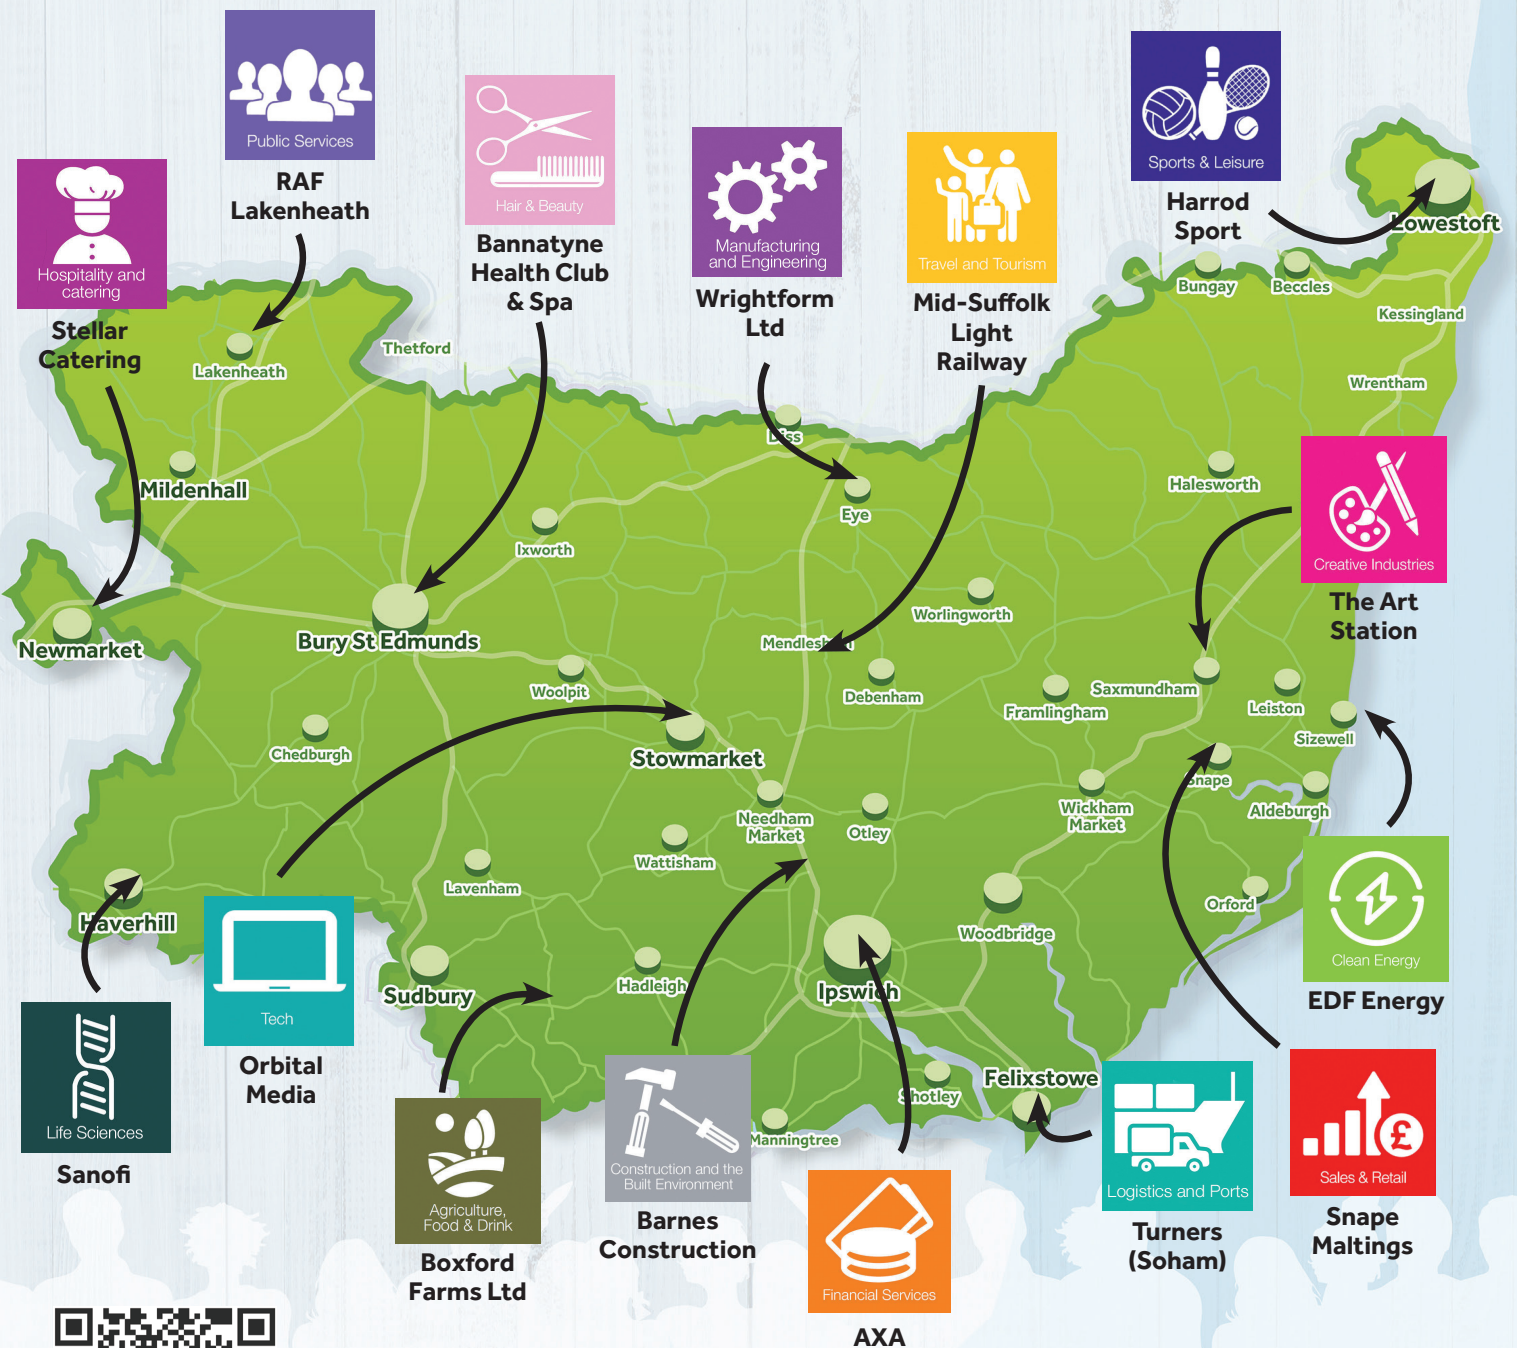 Public Services
RAF
Lakenheath
Hair & Beauty
Bannatyne
Health Club
& Spa
Hospitality and
catering
Stellar
Catering
Manufacturing
and Engineering
Wrightform
Ltd
Travel and Tourism
Mid-Suffolk
Light
Railway
Sports & Leisure
Harrod
Sport
Lowestoft
Bungay
Beccles
Kessingland
Wrentham
Thetford
Lakenheath
Diss
Mildenhall
Eye
Halesworth
Ixworth
Creative Industries
The Art
Station
Newmarket
Bury St Edmunds
Worlingworth
Mendlesham
Woolpit
Debenham
Saxmundham
Framlingham
Leiston
Sizewell
Chedburgh
Stowmarket
Snape
Aldeburgh
Needham
Market
Otley
Wickham
Market
Wattisham
Lavenham
Haverhill
Orford
Woodbridge
Clean Energy
EDF Energy
Sudbury
Hadleigh
Ipswich
Tech
Orbital
Media
Life Sciences
Sanofi
Felixstowe
Shotley
Manningtree
Agriculture,
Food & Drink
Boxford
Farms Ltd
Construction and the
Built Environment
Barnes
Construction
Financial Services
AXA
Logistics and Ports
Turners
(Soham)
£
Sales & Retail
Snape
Maltings